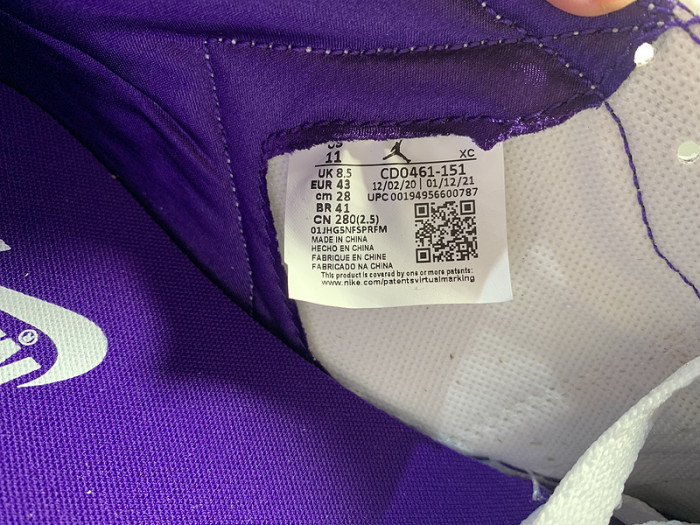 US
11
XC
UK 8.5
EUR 43
cm 28
BR 41
CN 280(2.5)
CD0461-151
12/02/20 | 01/12/21
UPC 00194956600787
01JHGSNFSPRFM
MADE IN CHINA
HECHO EN CHINA
FABRIQUE EN CHINE
FABRICADO NA CHINA
This product is covered by one or more patents:
www.nike.com/patentsvirtualmarking